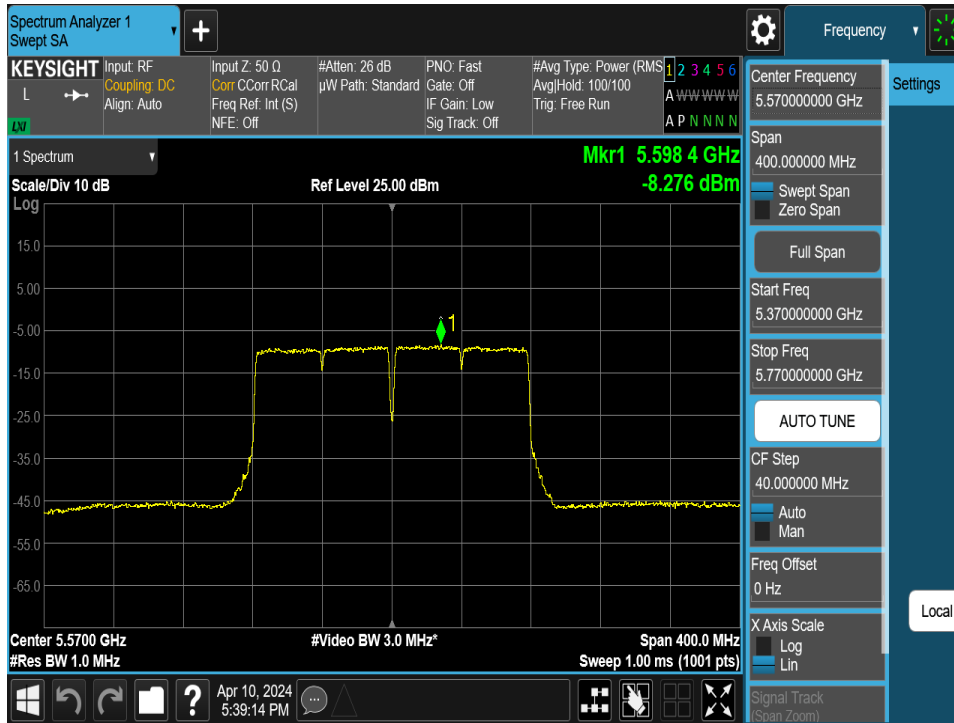 Spectrum Analyzer 1
Swept SA
+
Frequency
KEYSIGHT
L
LXI
Input: RF
Coupling: DC
Align: Auto
Input Z: 50 Ω
Corr CCorr RCal
Freq Ref: Int (S)
NFE: Off
#Atten: 26 dB
µW Path: Standard
PNO: Fast
Gate: Off
IF Gain: Low
Sig Track: Off
#Avg Type: Power (RMS
Avg|Hold: 100/100
Trig: Free Run
1 2 3 4 5 6
A W W W W W
A P N N N N
1 Spectrum
Mkr1 5.598 4 GHz
Scale/Div 10 dB
Ref Level 25.00 dBm
-8.276 dBm
Log
15.0
5.00
-5.00
-15.0
-25.0
-35.0
-45.0
-55.0
-65.0
1
Center 5.5700 GHz
#Video BW 3.0 MHz*
Span 400.0 MHz
#Res BW 1.0 MHz
Sweep 1.00 ms (1001 pts)
Center Frequency
5.570000000 GHz
Span
400.000000 MHz
Swept Span
Zero Span
Full Span
Start Freq
5.370000000 GHz
Stop Freq
5.770000000 GHz
AUTO TUNE
CF Step
40.000000 MHz
Auto
Man
Freq Offset
0 Hz
X Axis Scale
Log
Lin
Signal Track
(Span Zoom)
Settings
Local
?
Apr 10, 2024
5:39:14 PM